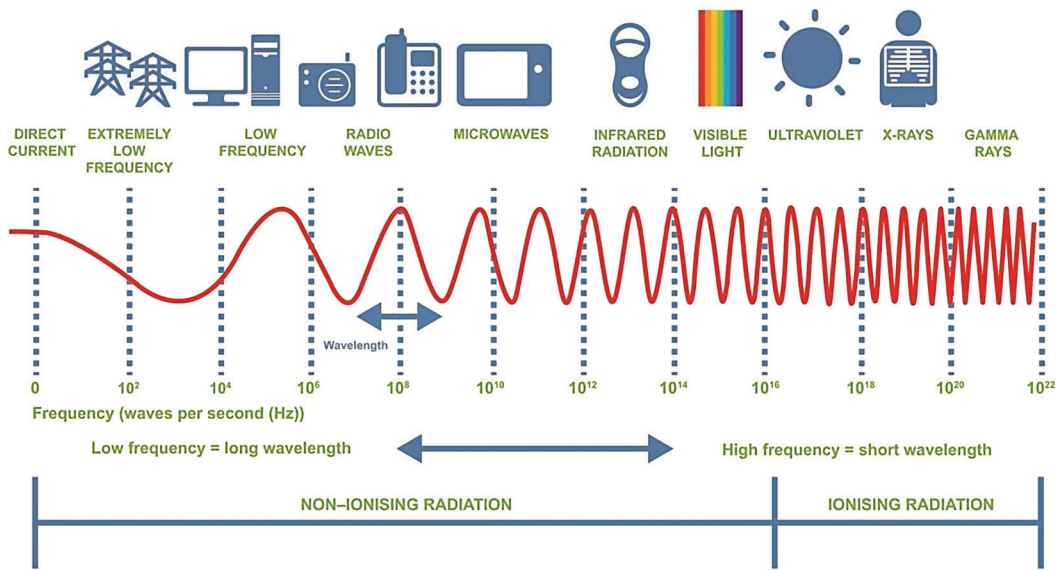 DIRECT
CURRENT
EXTREMELY
LOW
FREQUENCY
LOW
FREQUENCY
RADIO
WAVES
MICROWAVES
INFRARED
RADIATION
VISIBLE
LIGHT
ULTRAVIOLET
X-RAYS
GAMMA
RAYS
Wavelength
0 10² 10⁴ 10⁶ 10⁸ 10¹⁰ 10¹² 10¹⁴ 10¹⁶ 10¹⁸ 10²⁰ 10²²
Frequency (waves per second (Hz))
Low frequency = long wavelength
High frequency = short wavelength
NON–IONISING RADIATION
IONISING RADIATION